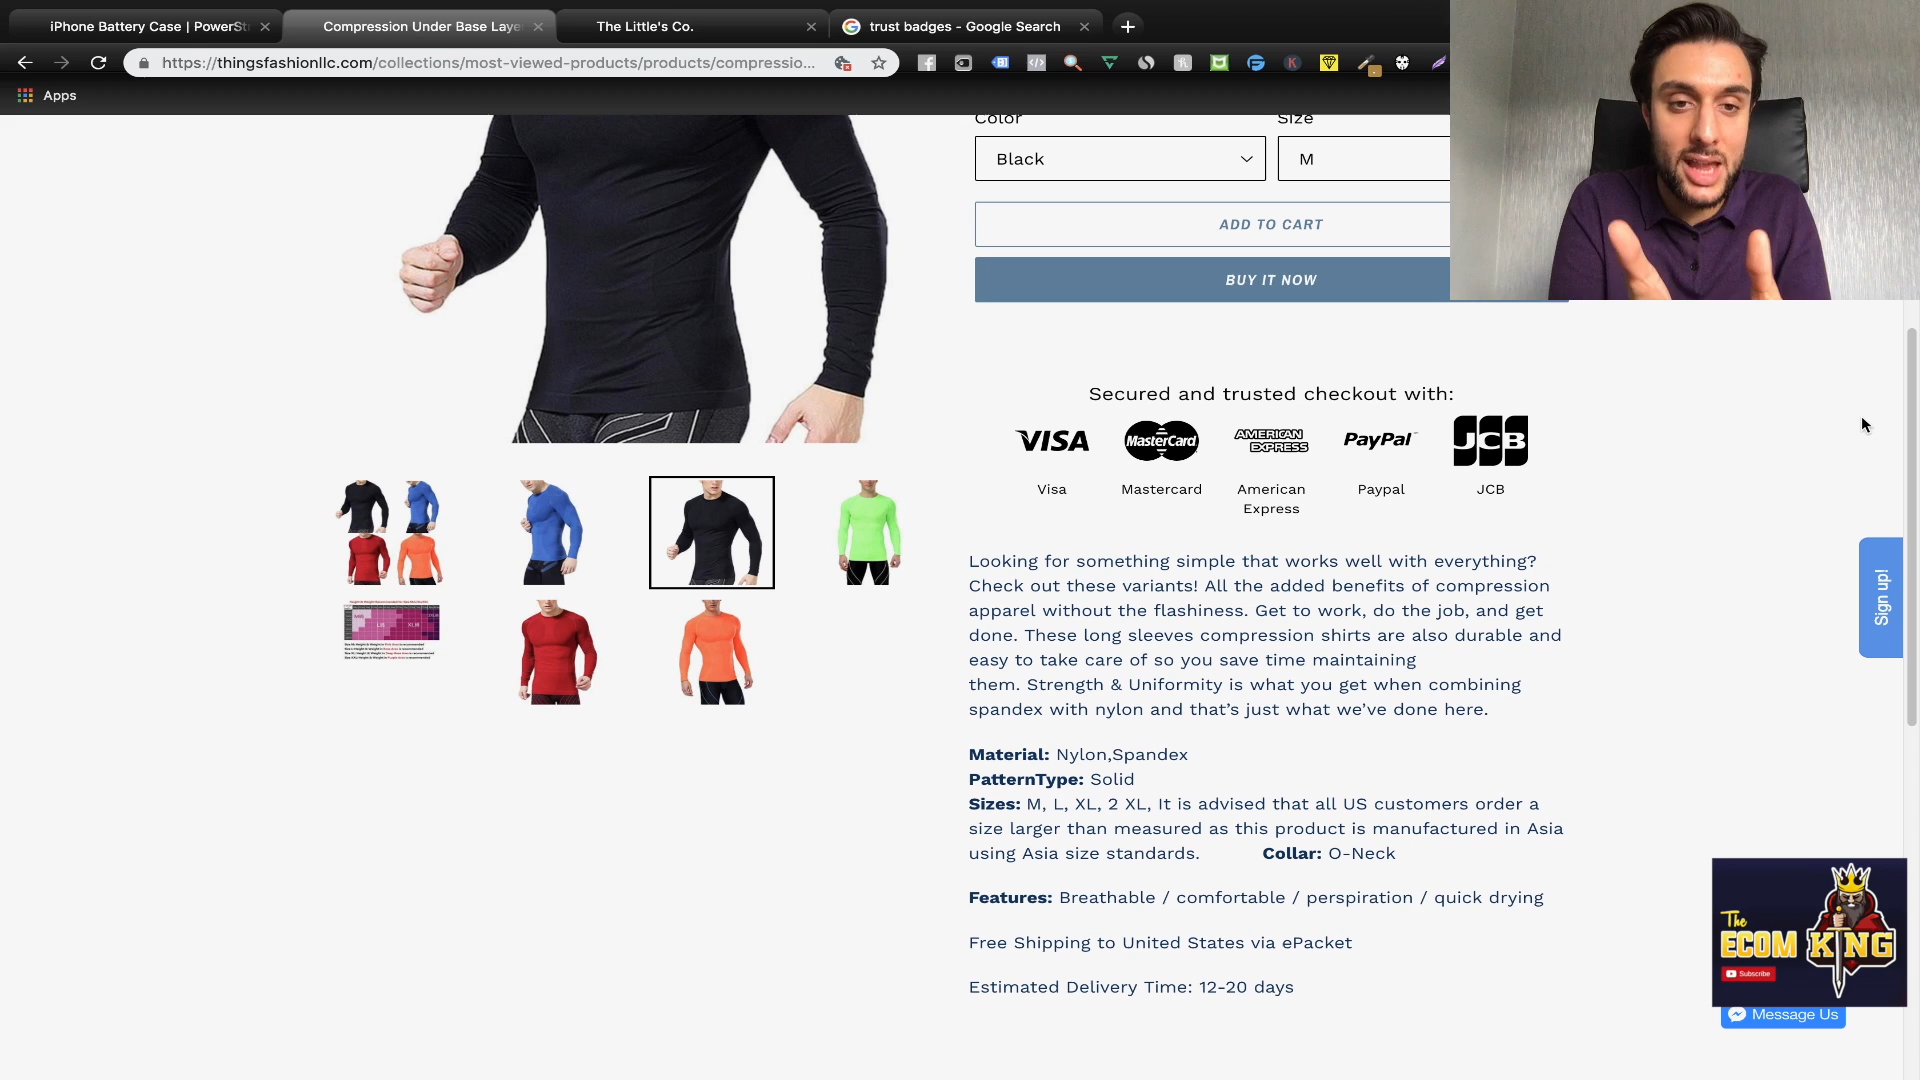 iPhone Battery Case | PowerSt
Compression Under Base Laye
The Little's Co.
trust badges - Google Search
https://thingsfashionllc.com/collections/most-viewed-products/products/compressio...
Apps
Color
Size
Black
M
ADD TO CART
BUY IT NOW
Secured and trusted checkout with:
VISA
MasterCard
AMERICAN EXPRESS
PayPal
JCB
Visa
Mastercard
American
Express
Paypal
JCB
Looking for something simple that works well with everything?
Check out these variants! All the added benefits of compression
apparel without the flashiness. Get to work, do the job, and get
done. These long sleeves compression shirts are also durable and
easy to take care of so you save time maintaining
them. Strength & Uniformity is what you get when combining
spandex with nylon and that’s just what we’ve done here.
Material: Nylon,Spandex
PatternType: Solid
Sizes: M, L, XL, 2 XL, It is advised that all US customers order a
size larger than measured as this product is manufactured in Asia
using Asia size standards. Collar: O-Neck
Features: Breathable / comfortable / perspiration / quick drying
Free Shipping to United States via ePacket
Estimated Delivery Time: 12-20 days
Sign up!
The
ECOM KING
Subscribe
Message Us